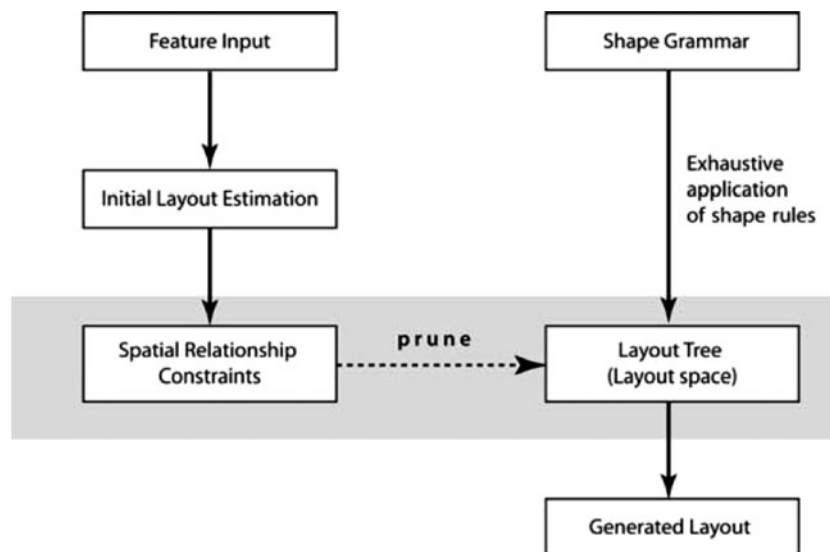 Feature Input
Shape Grammar
Exhaustive
application
of shape rules
Initial Layout Estimation
Spatial Relationship
Constraints
prune
Layout Tree
(Layout space)
Generated Layout